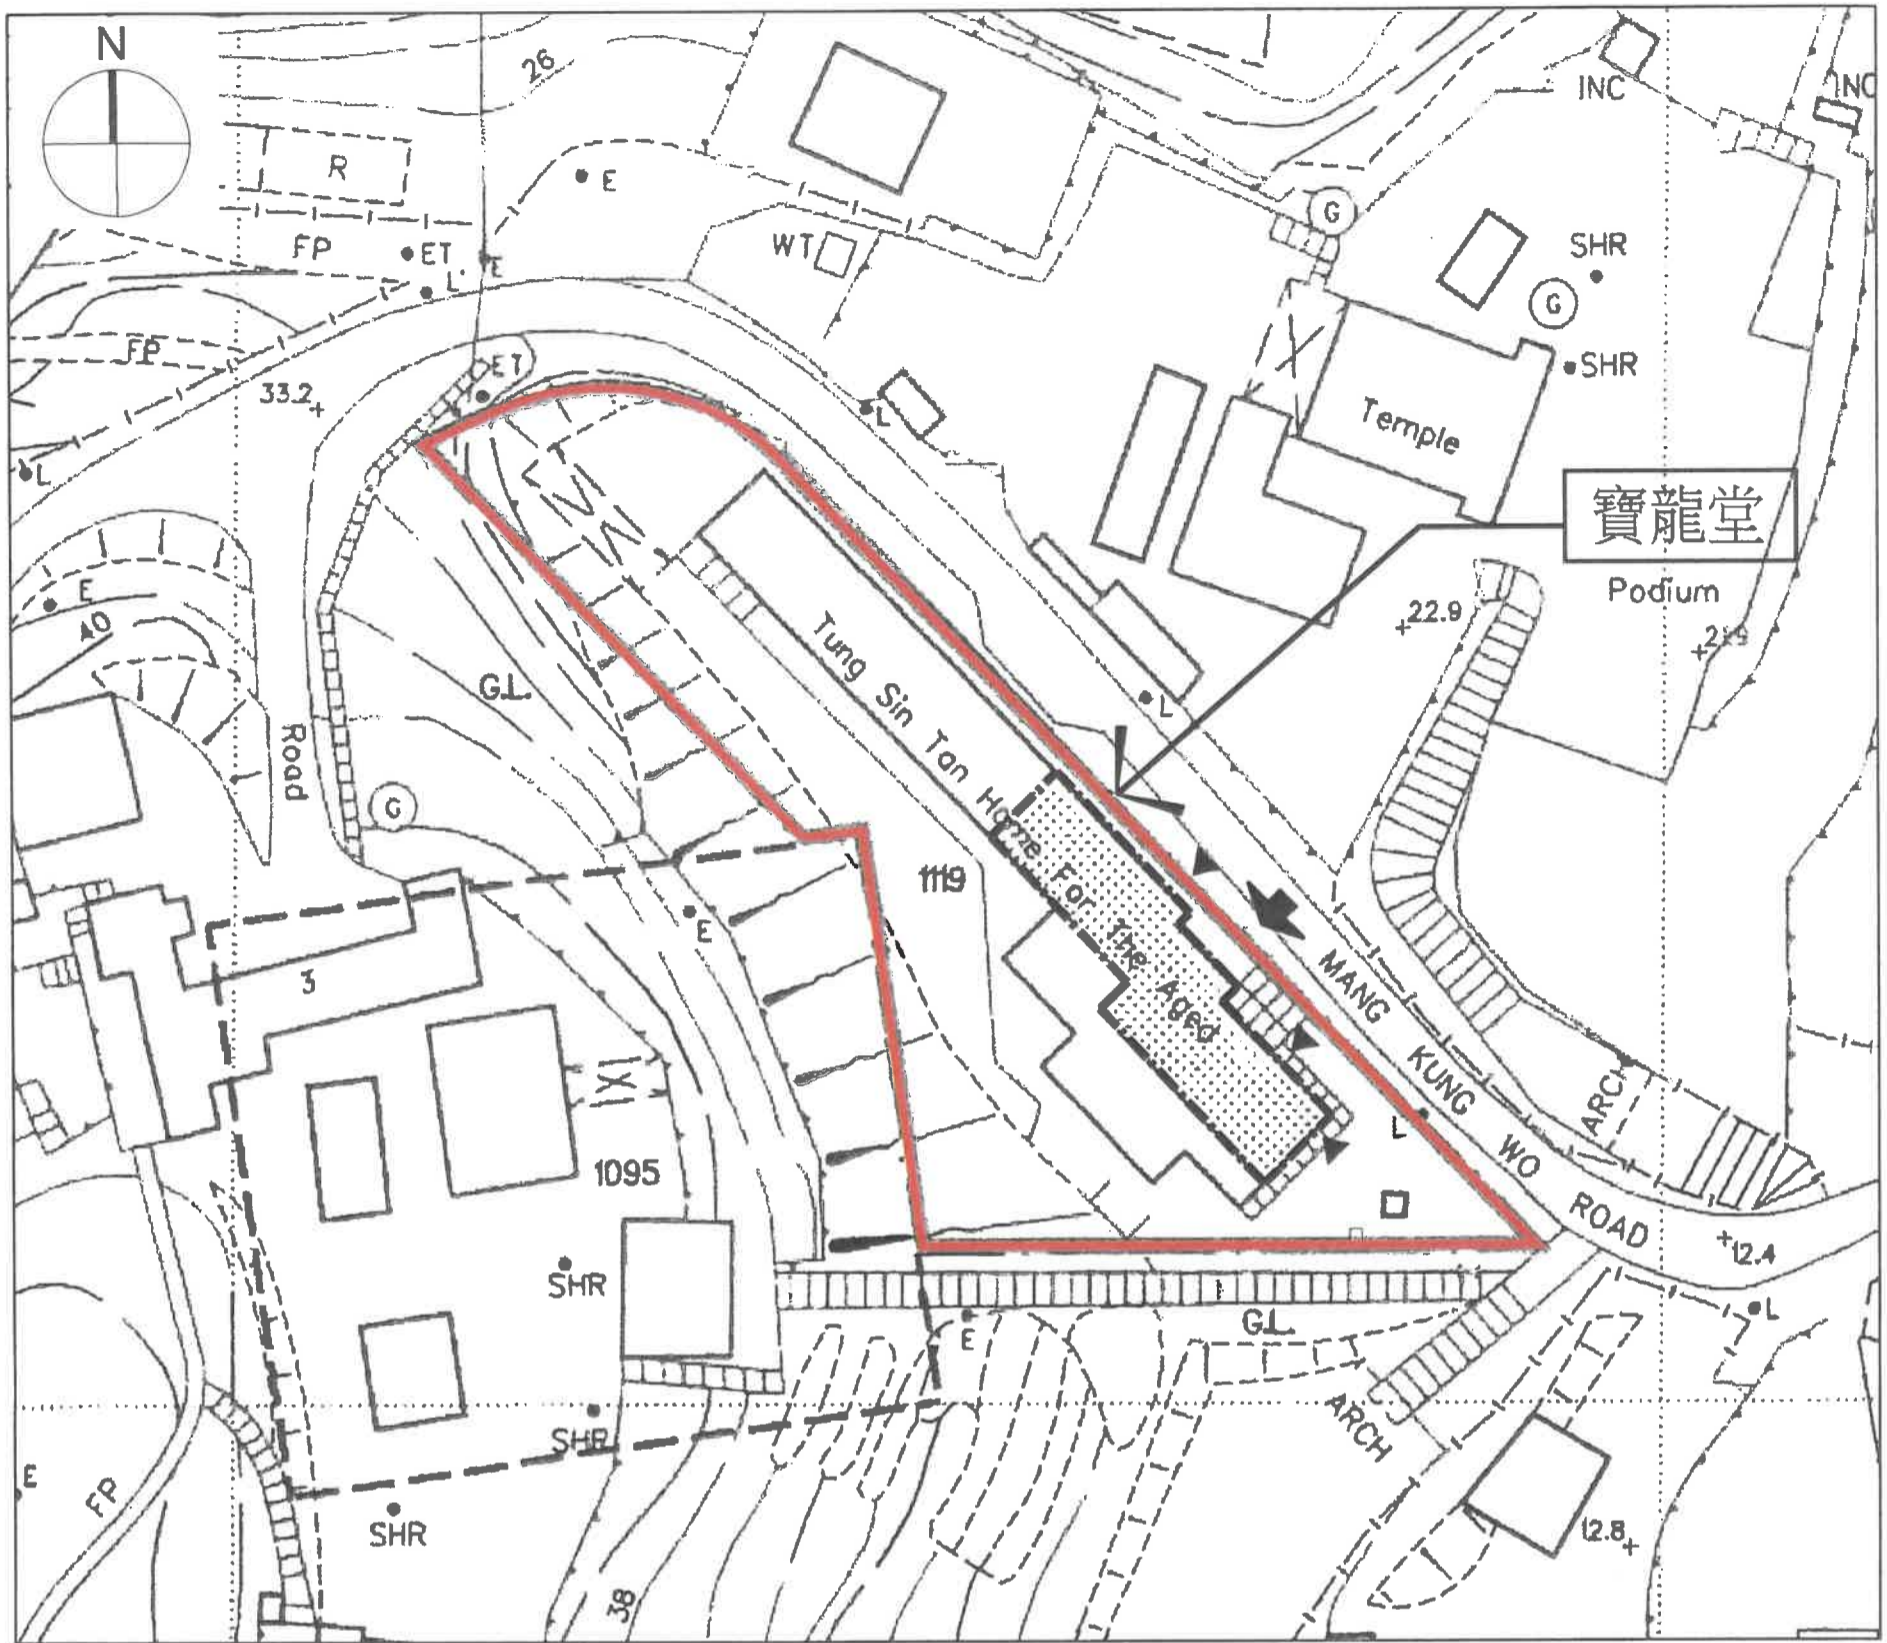 N
26
INC
INC
R
E
G
FP
ET
E
L
WT
SHR
G
FP
ET
SHR
33.2
L
Temple
L
寶龍堂
E
Podium
40
22.9
G.L.
Tung Sin Tan Home For The Aged
L
Road
G
1119
E
MANG KUNG WO ROAD
3
ARCH
L
1095
12.4
SHR
L
E
G.L.
ARCH
SHR
E
FP
SHR
12.8
38